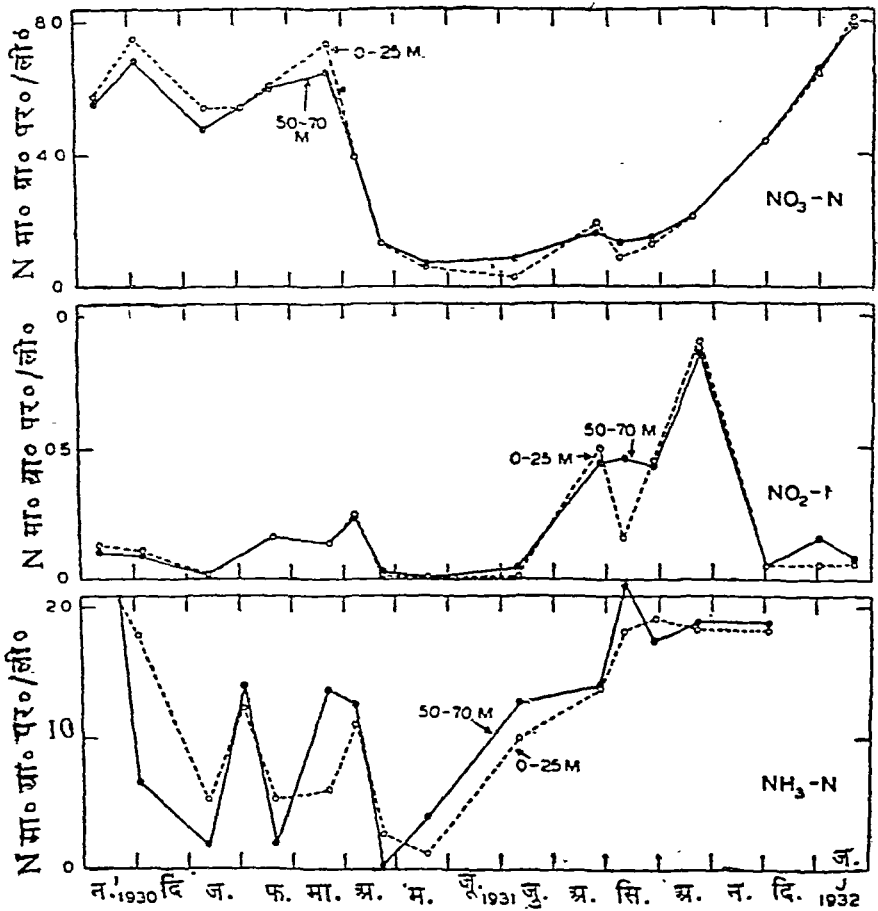 80
40
0
N मा० ग्रा० पर०/ली०
0-25 M.
50-70 M
NO₃-N
0
05
0
N मा० ग्रा० पर०/ली०
50-70 M
0-25 M
NO₂-1
20
10
0
N मा० ग्रा० पर०/ली०
50-70 M
0-25 M
NH₃-N
न. 1930 दि ज. फ. मा. अ. म. जू. 1931 जु. अ. सि. अ. न. दि. ज. 1932